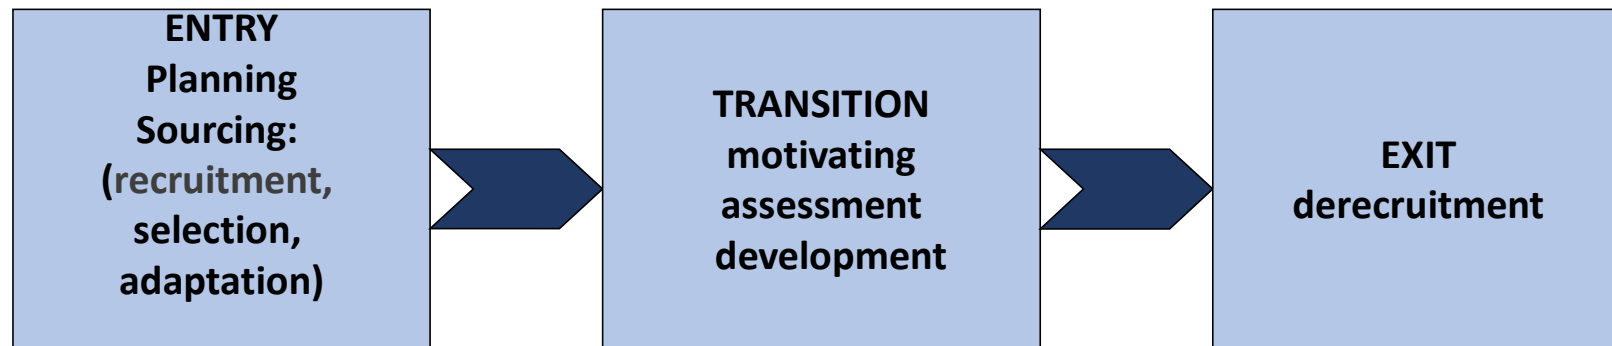 ENTRY
Planning
Sourcing:
(recruitment,
selection,
adaptation)
TRANSITION
motivating
assessment
development
EXIT
derecruitment